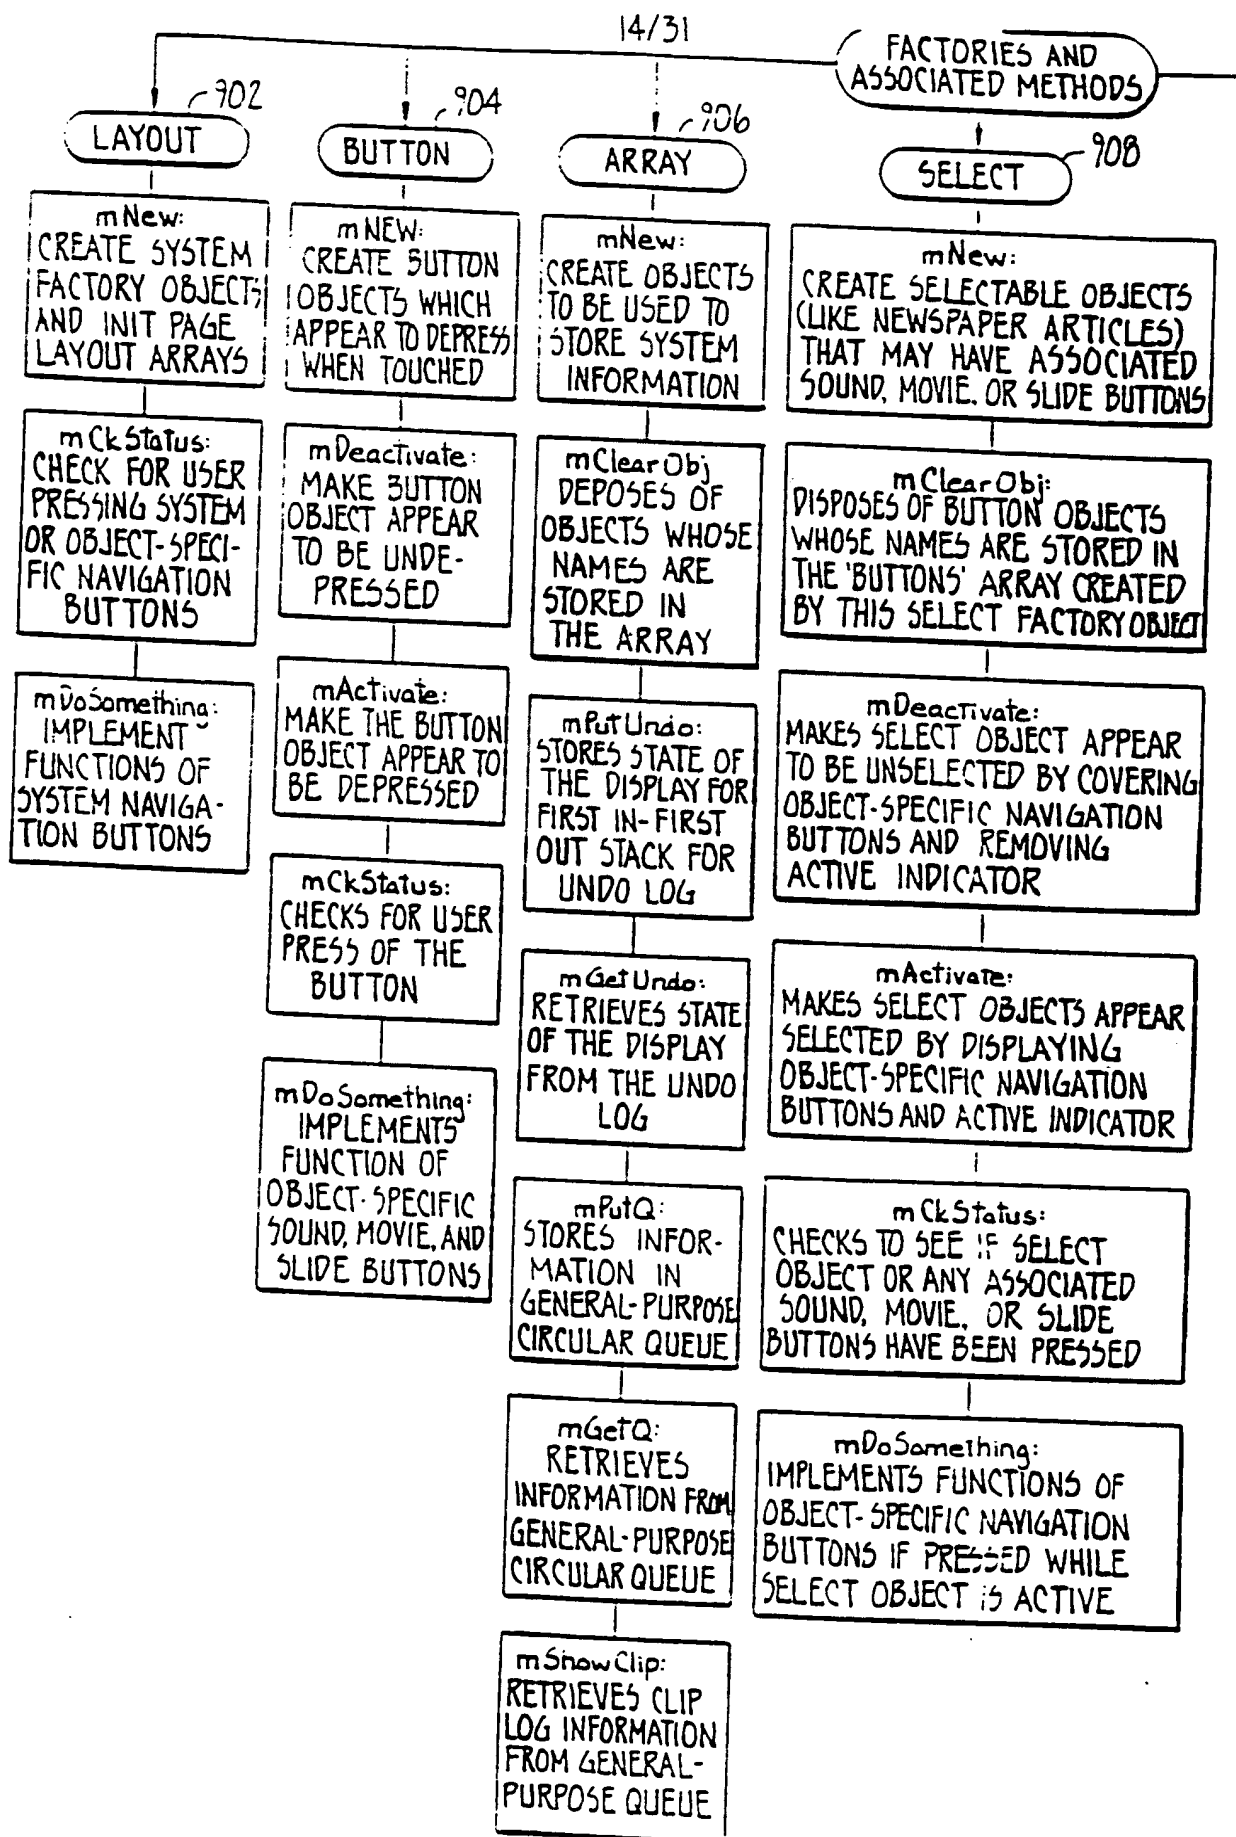 14/31
FACTORIES AND
ASSOCIATED METHODS
902
LAYOUT
mNew:
CREATE SYSTEM
FACTORY OBJECTS
AND INIT PAGE
LAYOUT ARRAYS
mCkStatus:
CHECK FOR USER
PRESSING SYSTEM
OR OBJECT-SPECI-
FIC NAVIGATION
BUTTONS
mDoSomething:
IMPLEMENT
FUNCTIONS OF
SYSTEM NAVIGA-
TION BUTTONS
904
BUTTON
mNEW:
CREATE BUTTON
OBJECTS WHICH
APPEAR TO DEPRESS
WHEN TOUCHED
mDeactivate:
MAKE BUTTON
OBJECT APPEAR
TO BE UNDE-
PRESSED
mActivate:
MAKE THE BUTTON
OBJECT APPEAR TO
BE DEPRESSED
mCkStatus:
CHECKS FOR USER
PRESS OF THE
BUTTON
mDoSomething:
IMPLEMENTS
FUNCTION OF
OBJECT-SPECIFIC
SOUND, MOVIE, AND
SLIDE BUTTONS
906
ARRAY
mNew:
CREATE OBJECTS
TO BE USED TO
STORE SYSTEM
INFORMATION
mClearObj
DEPOSES OF
OBJECTS WHOSE
NAMES ARE
STORED IN
THE ARRAY
mPutUndo:
STORES STATE OF
THE DISPLAY FOR
FIRST IN-FIRST
OUT STACK FOR
UNDO LOG
mGetUndo:
RETRIEVES STATE
OF THE DISPLAY
FROM THE UNDO
LOG
mPutQ:
STORES INFOR-
MATION IN
GENERAL-PURPOSE
CIRCULAR QUEUE
mGetQ:
RETRIEVES
INFORMATION FROM
GENERAL-PURPOSE
CIRCULAR QUEUE
mShowClip:
RETRIEVES CLIP
LOG INFORMATION
FROM GENERAL-
PURPOSE QUEUE
908
SELECT
mNew:
CREATE SELECTABLE OBJECTS
(LIKE NEWSPAPER ARTICLES)
THAT MAY HAVE ASSOCIATED
SOUND, MOVIE, OR SLIDE BUTTONS
mClearObj:
DISPOSES OF BUTTON OBJECTS
WHOSE NAMES ARE STORED IN
THE 'BUTTONS' ARRAY CREATED
BY THIS SELECT FACTORY OBJECT
mDeactivate:
MAKES SELECT OBJECT APPEAR
TO BE UNSELECTED BY COVERING
OBJECT-SPECIFIC NAVIGATION
BUTTONS AND REMOVING
ACTIVE INDICATOR
mActivate:
MAKES SELECT OBJECTS APPEAR
SELECTED BY DISPLAYING
OBJECT-SPECIFIC NAVIGATION
BUTTONS AND ACTIVE INDICATOR
mCkStatus:
CHECKS TO SEE IF SELECT
OBJECT OR ANY ASSOCIATED
SOUND, MOVIE, OR SLIDE
BUTTONS HAVE BEEN PRESSED
mDoSomething:
IMPLEMENTS FUNCTIONS OF
OBJECT-SPECIFIC NAVIGATION
BUTTONS IF PRESSED WHILE
SELECT OBJECT IS ACTIVE